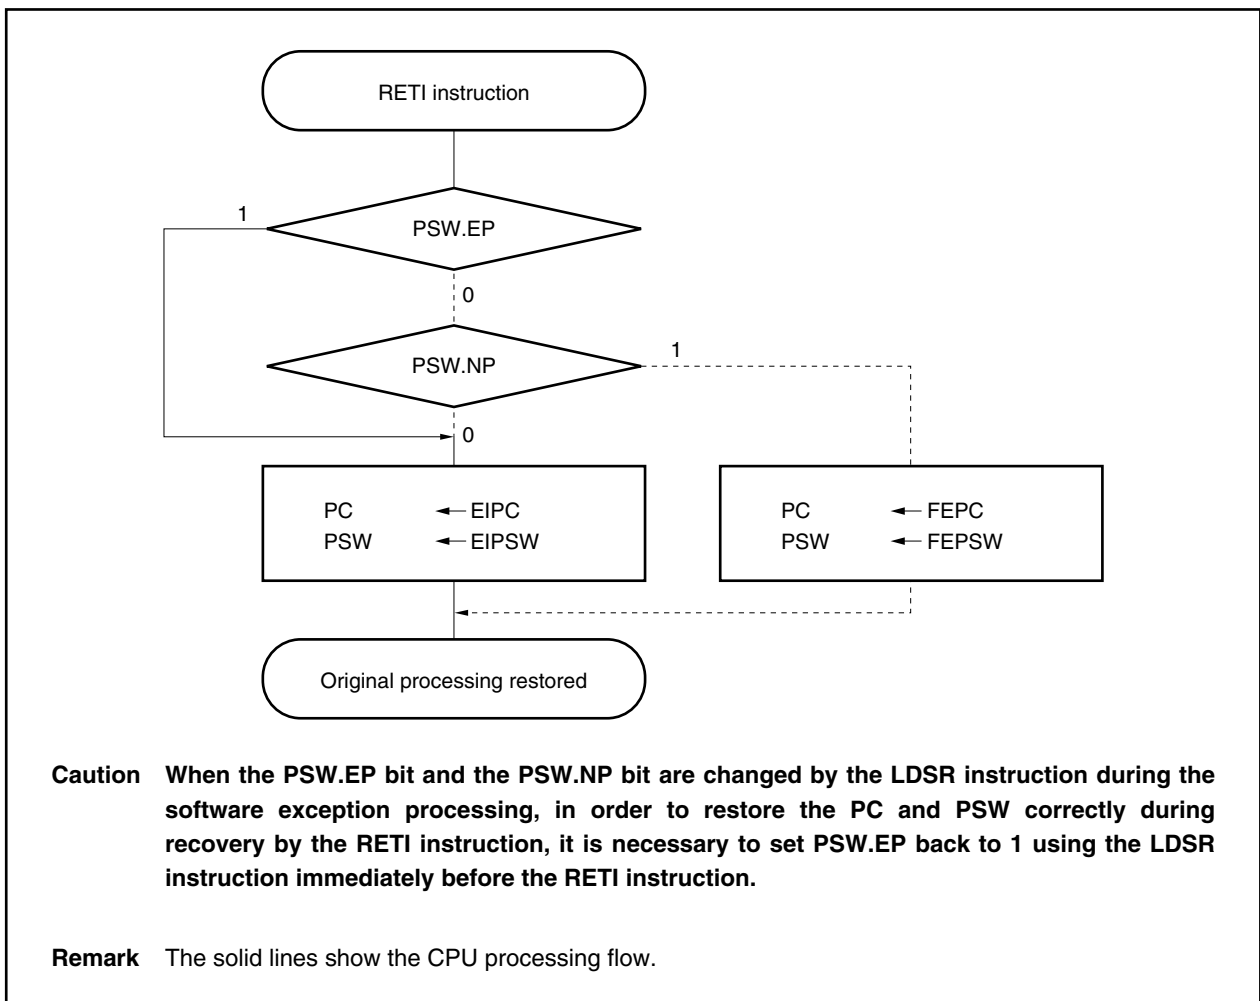 RETI instruction
1
PSW.EP
0
PSW.NP
1
0
PC ← EIPC
PSW ← EIPSW
PC ← FEPC
PSW ← FEPSW
Original processing restored
Caution When the PSW.EP bit and the PSW.NP bit are changed by the LDSR instruction during the
software exception processing, in order to restore the PC and PSW correctly during
recovery by the RETI instruction, it is necessary to set PSW.EP back to 1 using the LDSR
instruction immediately before the RETI instruction.
Remark The solid lines show the CPU processing flow.